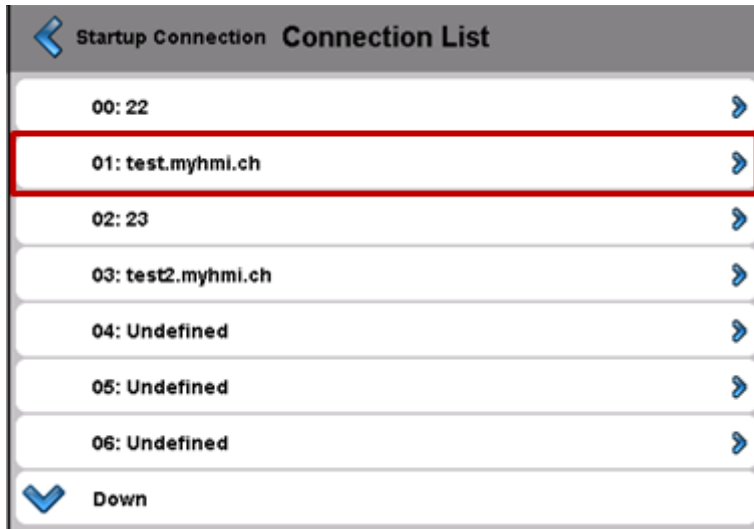 Startup Connection Connection List
00: 22
01: test.myhmi.ch
02: 23
03: test2.myhmi.ch
04: Undefined
05: Undefined
06: Undefined
Down